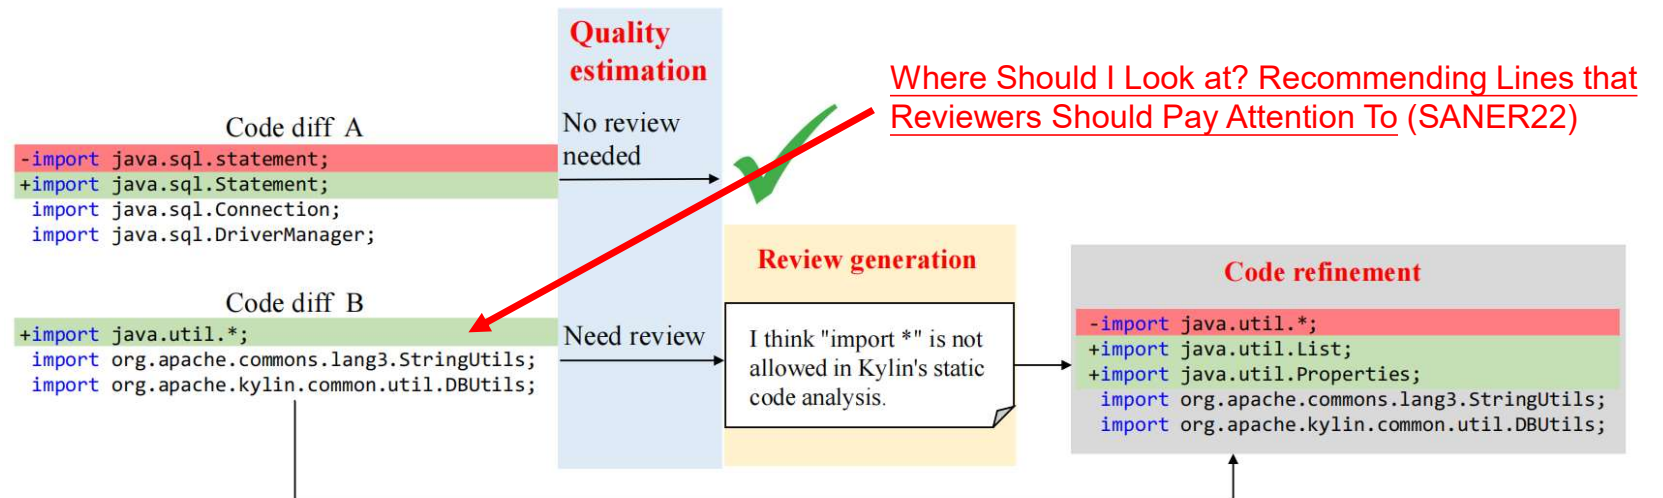 Quality
estimation
Where Should I Look at? Recommending Lines that
Reviewers Should Pay Attention To (SANER22)
Code diff A
No review
needed
-import java.sql.statement;
+import java.sql.Statement;
import java.sql.Connection;
import java.sql.DriverManager;
Code diff B
+import java.util.*;
import org.apache.commons.lang3.StringUtils;
import org.apache.kylin.common.util.DBUtils;
Need review
Review generation
I think "import *" is not
allowed in Kylin's static
code analysis.
Code refinement
-import java.util.*;
+import java.util.List;
+import java.util.Properties;
import org.apache.commons.lang3.StringUtils;
import org.apache.kylin.common.util.DBUtils;